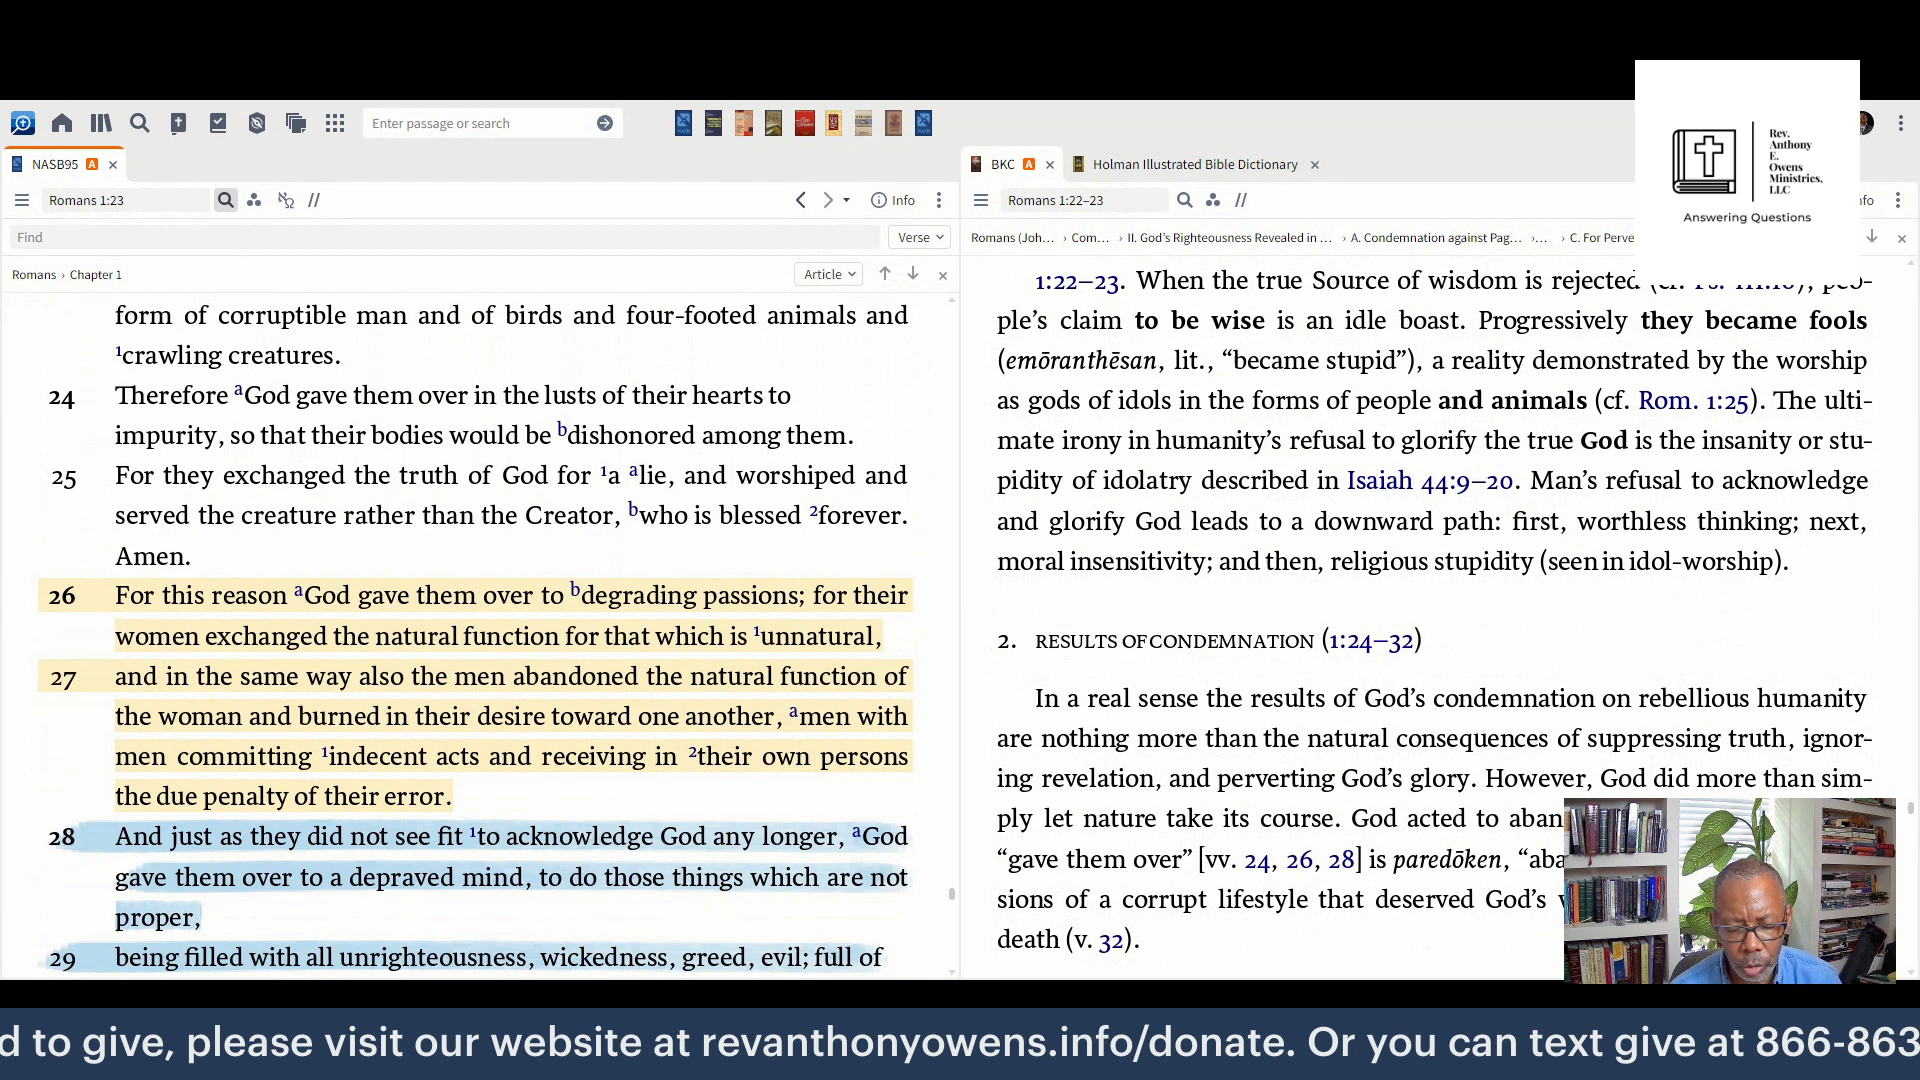 Enter passage or search
NASB95 A
Romans 1:23
Info
Find
Verse
Romans › Chapter 1
Article
form of corruptible man and of birds and four-footed animals and
¹crawling creatures.
24 Therefore ᵃGod gave them over in the lusts of their hearts to
impurity, so that their bodies would be ᵇdishonored among them.
25 For they exchanged the truth of God for ¹a ᵃlie, and worshiped and
served the creature rather than the Creator, ᵇwho is blessed ²forever.
Amen.
26 For this reason ᵃGod gave them over to ᵇdegrading passions; for their
women exchanged the natural function for that which is ¹unnatural,
27 and in the same way also the men abandoned the natural function of
the woman and burned in their desire toward one another, ᵃmen with
men committing ¹indecent acts and receiving in ²their own persons
the due penalty of their error.
28 And just as they did not see fit ¹to acknowledge God any longer, ᵃGod
gave them over to a depraved mind, to do those things which are not
proper,
29 being filled with all unrighteousness, wickedness, greed, evil; full of
BKC A
Holman Illustrated Bible Dictionary
Romans 1:22–23
nfo
Romans (Joh… › Com… › II. God's Righteousness Revealed in … › A. Condemnation against Pag… ›… › C. For Perve
1:22–23. When the true Source of wisdom is rejected peo-
ple's claim to be wise is an idle boast. Progressively they became fools
(emōranthēsan, lit., “became stupid”), a reality demonstrated by the worship
as gods of idols in the forms of people and animals (cf. Rom. 1:25). The ulti-
mate irony in humanity's refusal to glorify the true God is the insanity or stu-
pidity of idolatry described in Isaiah 44:9–20. Man's refusal to acknowledge
and glorify God leads to a downward path: first, worthless thinking; next,
moral insensitivity; and then, religious stupidity (seen in idol-worship).
2. RESULTS OF CONDEMNATION (1:24–32)
In a real sense the results of God's condemnation on rebellious humanity
are nothing more than the natural consequences of suppressing truth, ignor-
ing revelation, and perverting God's glory. However, God did more than sim-
ply let nature take its course. God acted to aban
“gave them over” [vv. 24, 26, 28] is paredōken, “aba
sions of a corrupt lifestyle that deserved God's
death (v. 32).
Rev.
Anthony
E.
Owens
Ministries,
LLC
Answering Questions
d to give, please visit our website at revanthonyowens.info/donate. Or you can text give at 866-863